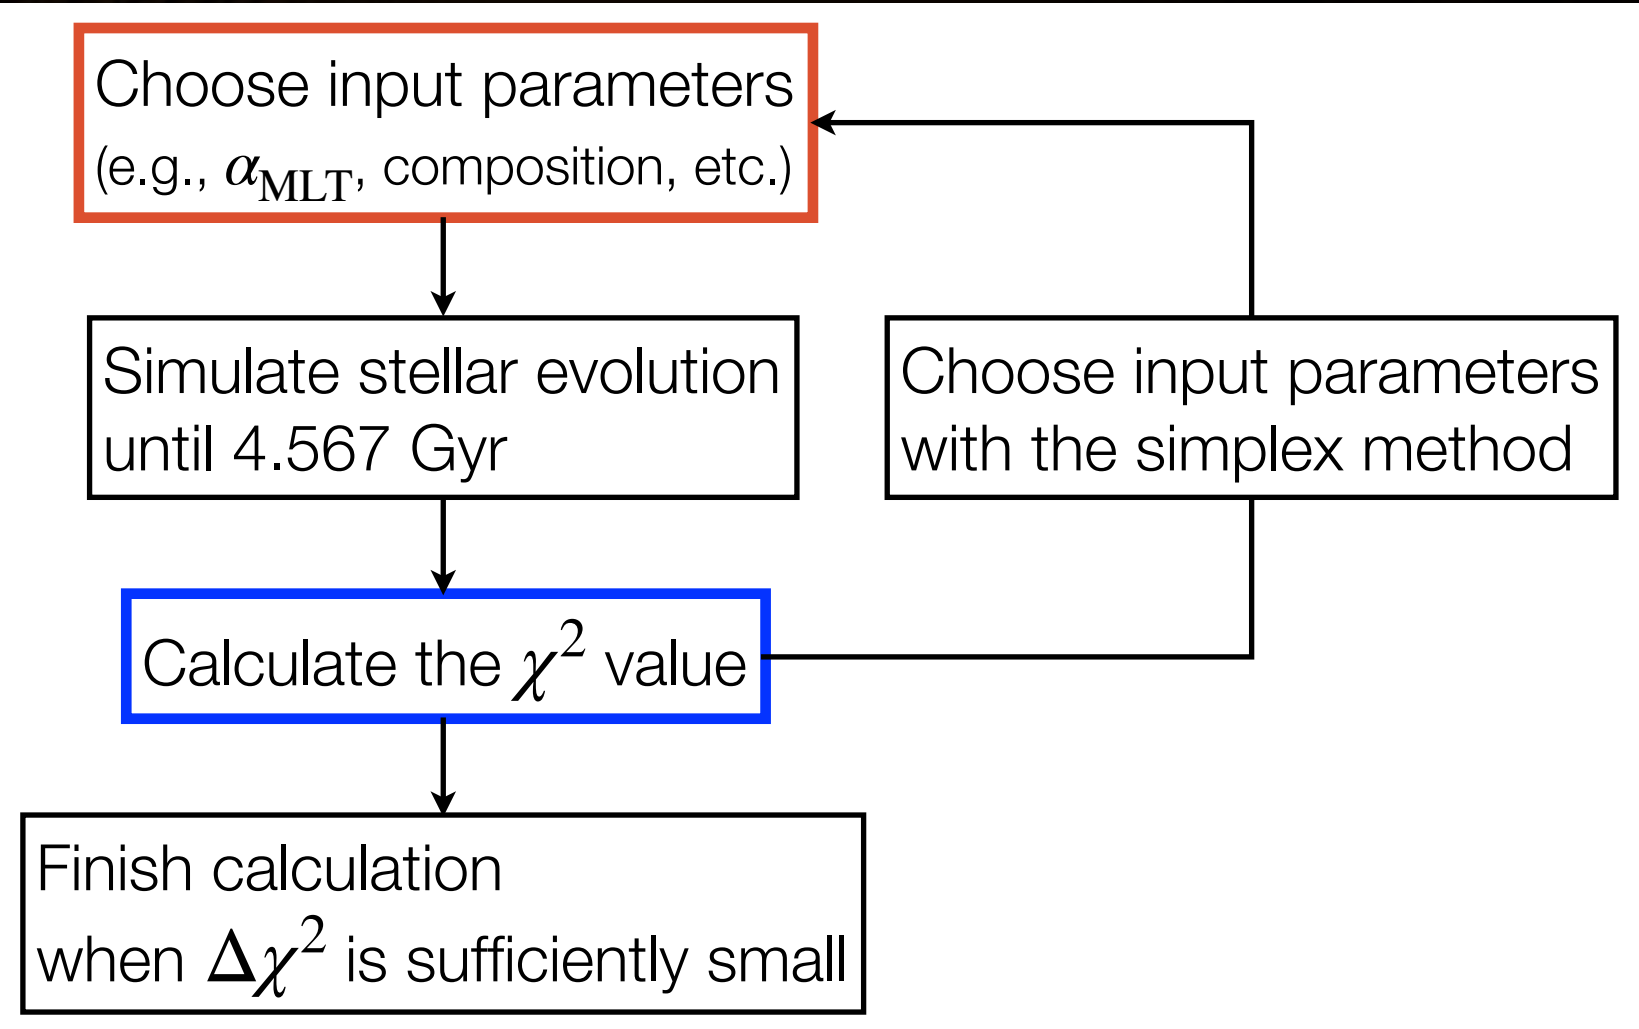 Choose input parameters
(e.g., α_MLT, composition, etc.)
Simulate stellar evolution
until 4.567 Gyr
Choose input parameters
with the simplex method
Calculate the χ² value
Finish calculation
when Δχ² is sufficiently small